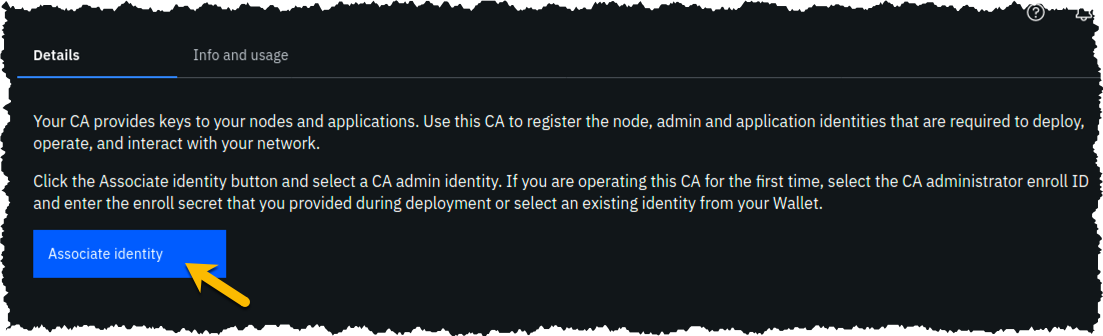 Details
Info and usage
Your CA provides keys to your nodes and applications. Use this CA to register the node, admin and application identities that are required to deploy,
operate, and interact with your network.
Click the Associate identity button and select a CA admin identity. If you are operating this CA for the first time, select the CA administrator enroll ID
and enter the enroll secret that you provided during deployment or select an existing identity from your Wallet.
Associate identity